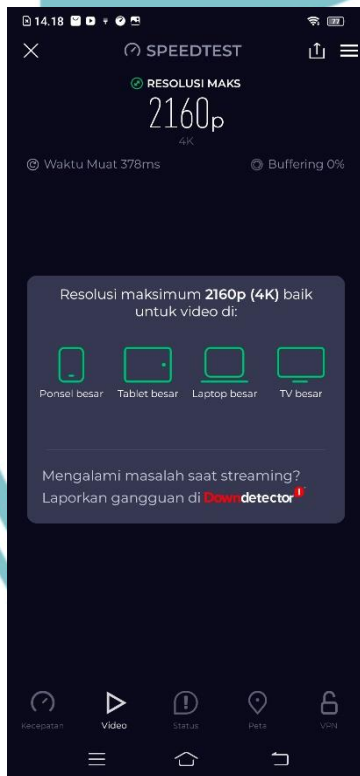 14.18
77
SPEEDTEST
RESOLUSI MAKS
2160p
4K
Waktu Muat 378ms
Buffering 0%
Resolusi maksimum 2160p (4K) baik
untuk video di:
Ponsel besar Tablet besar Laptop besar TV besar
Mengalami masalah saat streaming?
Laporkan gangguan di Downdetector
Kecepatan Video Status Peta VPN